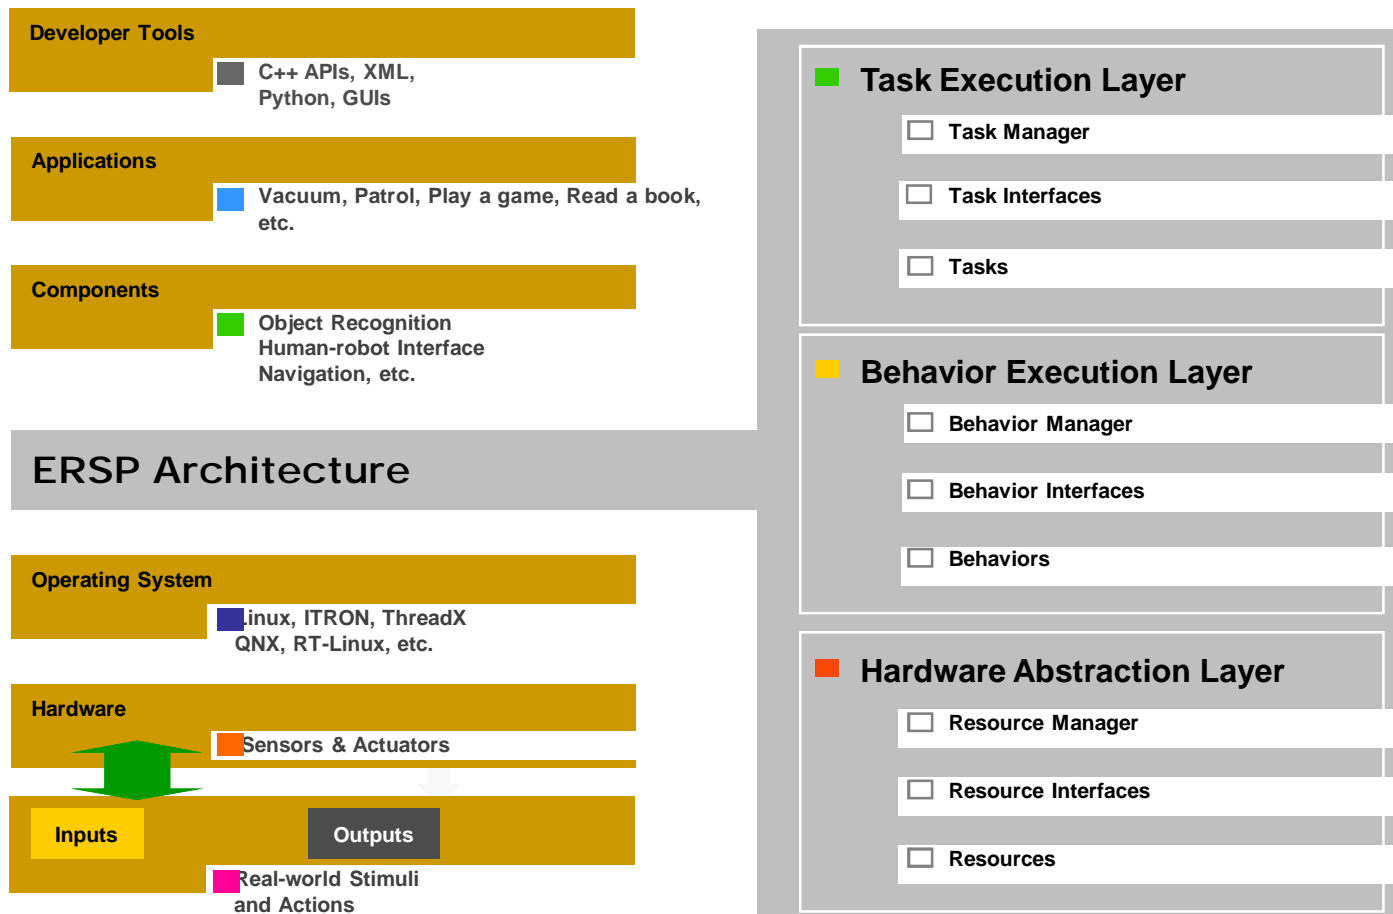 Developer Tools
C++ APIs, XML,
Python, GUIs
Applications
Vacuum, Patrol, Play a game, Read a book,
etc.
Components
Object Recognition
Human-robot Interface
Navigation, etc.
ERSP Architecture
Operating System
Linux, ITRON, ThreadX
QNX, RT-Linux, etc.
Hardware
Sensors & Actuators
Inputs
Outputs
Real-world Stimuli
and Actions
Task Execution Layer
Task Manager
Task Interfaces
Tasks
Behavior Execution Layer
Behavior Manager
Behavior Interfaces
Behaviors
Hardware Abstraction Layer
Resource Manager
Resource Interfaces
Resources